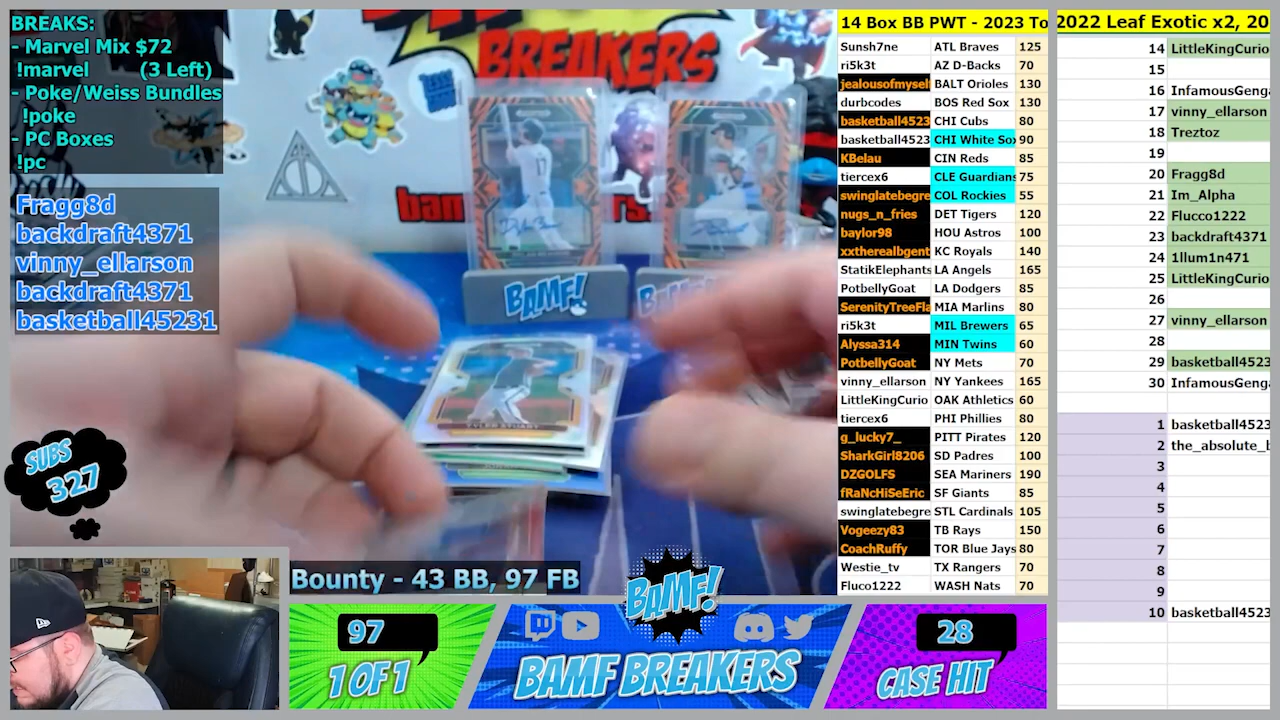 BREAKS:
- Marvel Mix $72
!marvel (3 Left)
- Poke/Weiss Bundles
!poke
- PC Boxes
!pc
Fragg8d
backdraft4371
vinny_ellarson
backdraft4371
basketball45231
SUBS
327
BREAKERS
BAMF!
TYLER STUART
Bounty - 43 BB, 97 FB
BAMF!
97
1 OF 1
BAMF BREAKERS
28
CASE HIT
14 Box BB PWT - 2023 To
Sunsh7ne ATL Braves 125
ri5k3t AZ D-Backs 70
jealousofmysel BALT Orioles 130
durbcodes BOS Red Sox 130
basketball4523 CHI Cubs 80
basketball4523 CHI White Sox 90
KBelau CIN Reds 85
tiercex6 CLE Guardians 75
swinglatebegre COL Rockies 55
nugs_n_fries DET Tigers 120
baylor98 HOU Astros 100
xxtherealbgent KC Royals 140
StatikElephants LA Angels 165
PotbellyGoat LA Dodgers 85
SerenityTreeFla MIA Marlins 80
ri5k3t MIL Brewers 65
Alyssa314 MIN Twins 60
PotbellyGoat NY Mets 70
vinny_ellarson NY Yankees 165
LittleKingCurio OAK Athletics 60
tiercex6 PHI Phillies 80
g_lucky7_ PITT Pirates 120
SharkGirl8206 SD Padres 100
DZGOLFS SEA Mariners 190
fRaNcHiSeEric SF Giants 85
swinglatebegre STL Cardinals 105
Vogeezy83 TB Rays 150
CoachRuffy TOR Blue Jays 80
Westie_tv TX Rangers 70
Fluco1222 WASH Nats 70
2022 Leaf Exotic x2, 20
14 LittleKingCurio
15
16 InfamousGenga
17 vinny_ellarson
18 Treztoz
19
20 Fragg8d
21 Im_Alpha
22 Flucco1222
23 backdraft4371
24 1llum1n471
25 LittleKingCurio
26
27 vinny_ellarson
28
29 basketball4523
30 InfamousGenga
1 basketball4523
2 the_absolute_b
3
4
5
6
7
8
9
10 basketball4523